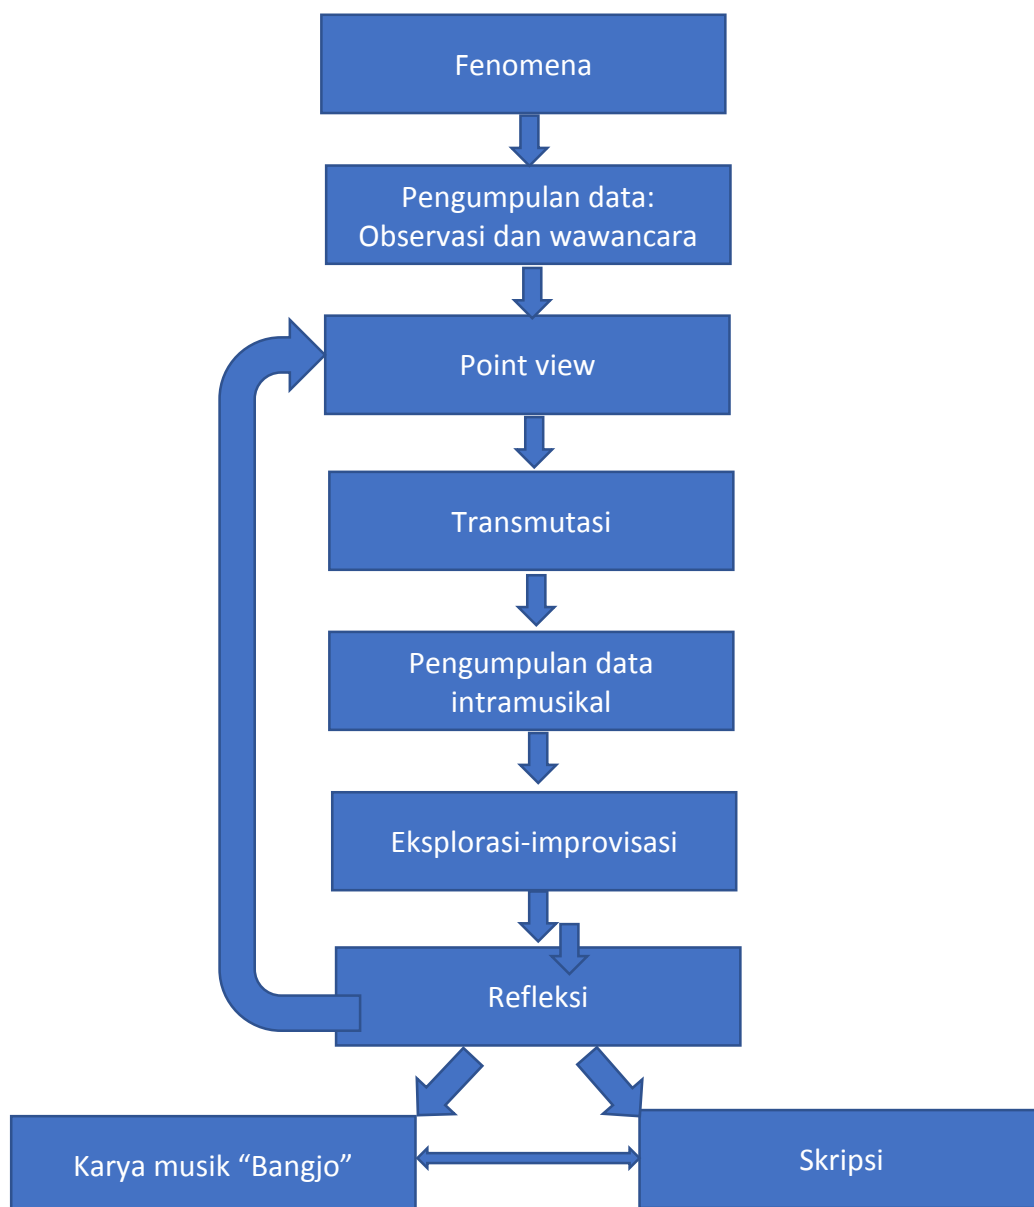 Fenomena
Pengumpulan data:
Observasi dan wawancara
Point view
Transmutasi
Pengumpulan data
intramusikal
Eksplorasi-improvisasi
Refleksi
Karya musik “Bangjo”
Skripsi